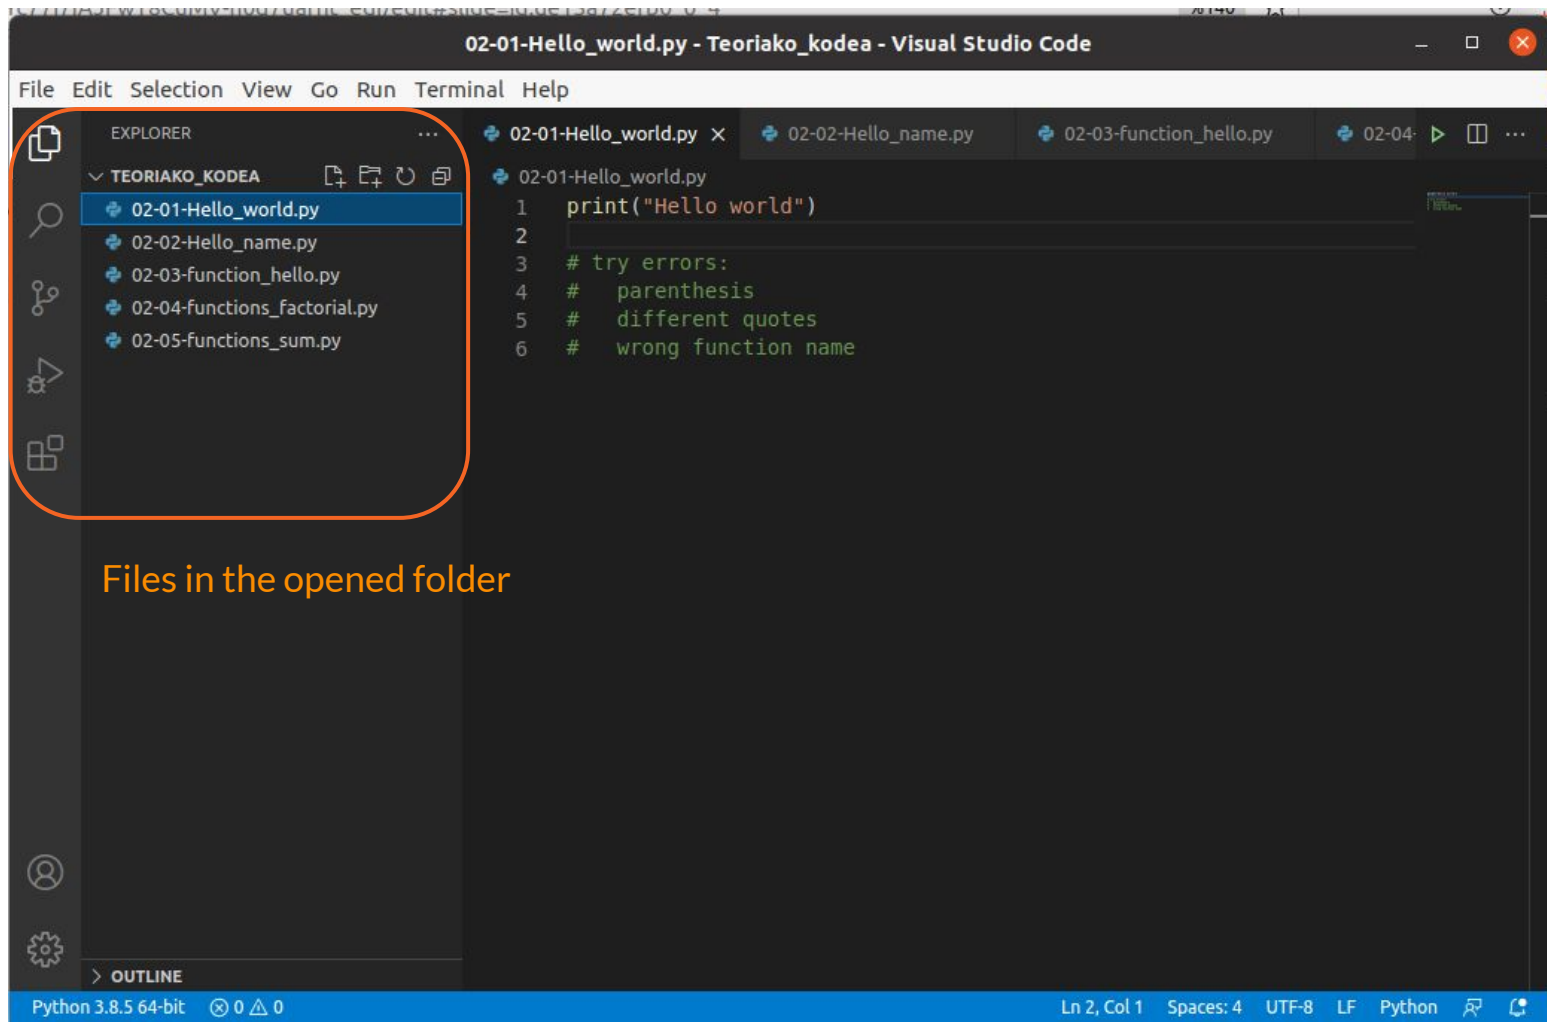 02-01-Hello_world.py - Teoriako_kodea - Visual Studio Code
File Edit Selection View Go Run Terminal Help
EXPLORER
TEORIAKO_KODEA
02-01-Hello_world.py
02-02-Hello_name.py
02-03-function_hello.py
02-04-functions_factorial.py
02-05-functions_sum.py
Files in the opened folder
OUTLINE
02-01-Hello_world.py 02-02-Hello_name.py 02-03-function_hello.py 02-04-
02-01-Hello_world.py
1 print("Hello world")
2
3 # try errors:
4 # parenthesis
5 # different quotes
6 # wrong function name
Python 3.8.5 64-bit 0 0 Ln 2, Col 1 Spaces: 4 UTF-8 LF Python